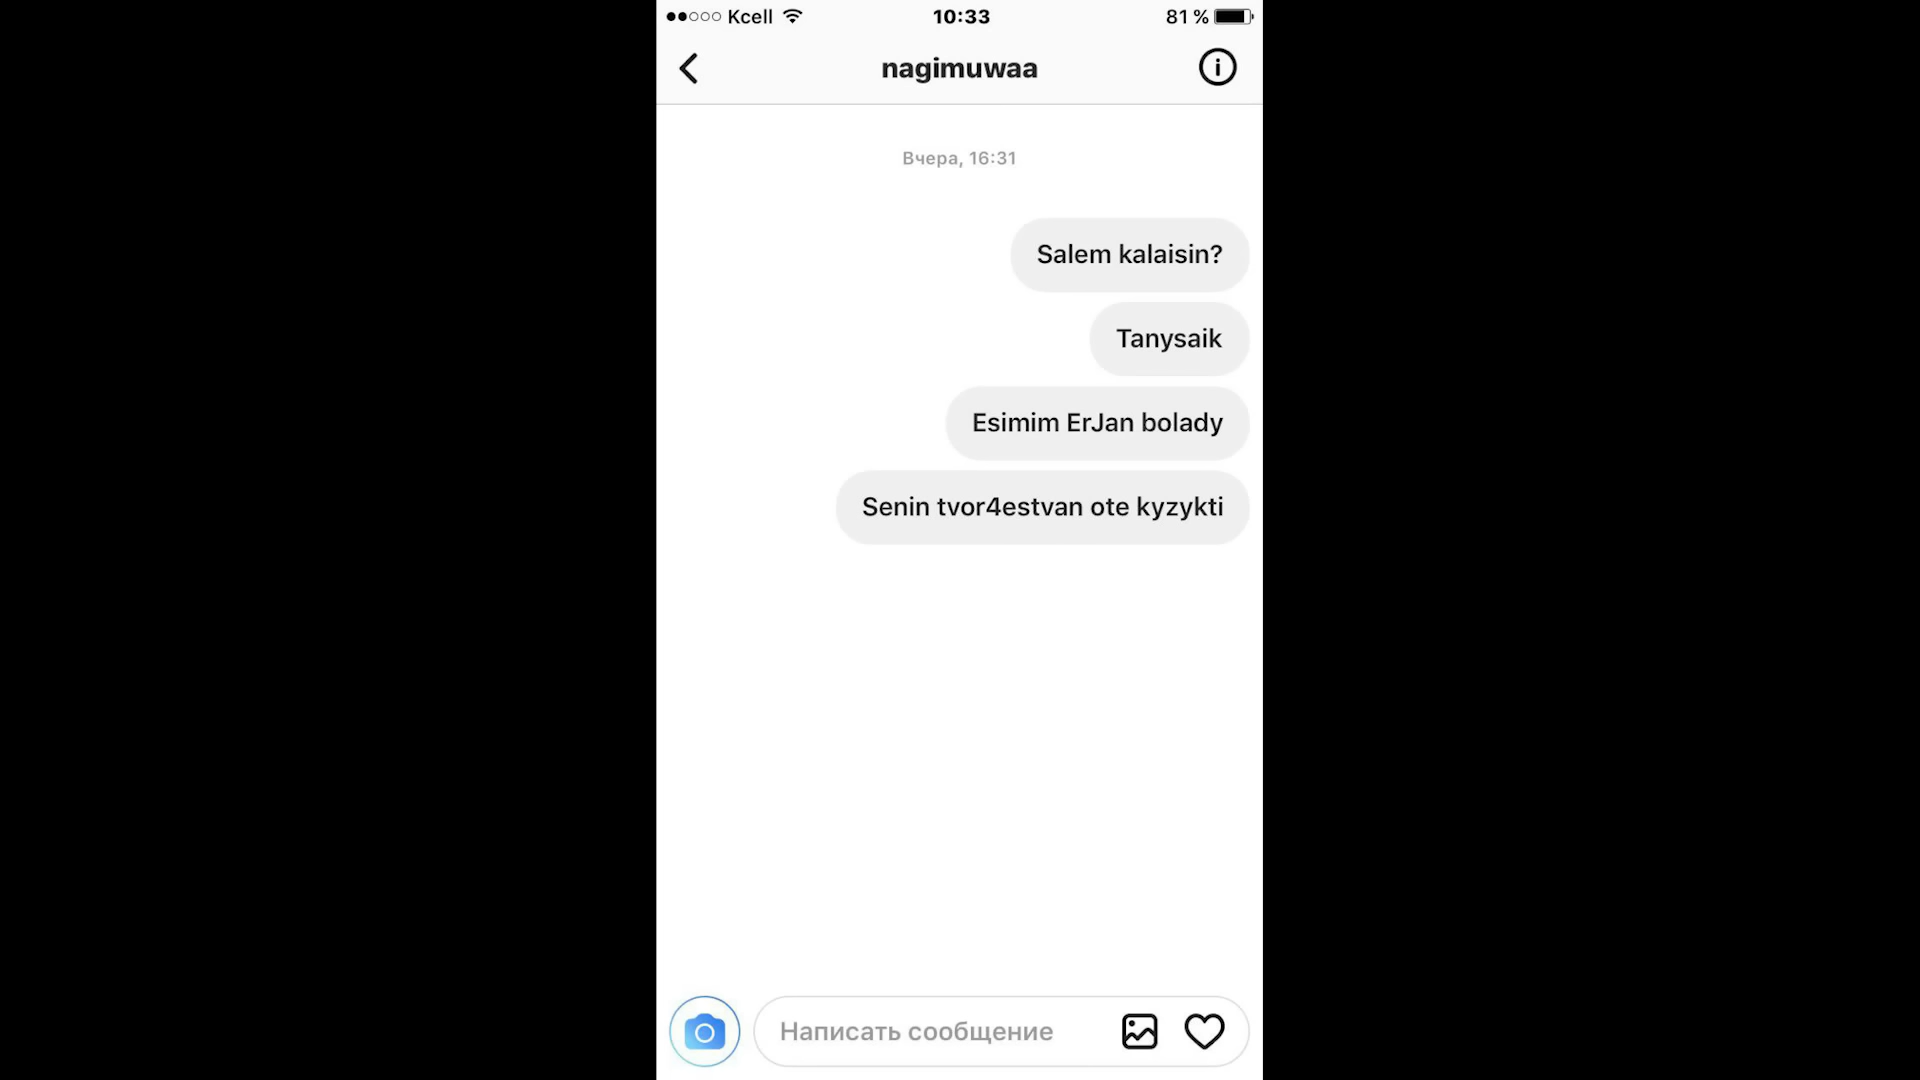 Kcell 10:33 81 %
nagimuwaa
Вчера, 16:31
Salem kalaisin?
Tanysaik
Esimim ErJan bolady
Senin tvor4estvan ote kyzykti
Написать сообщение